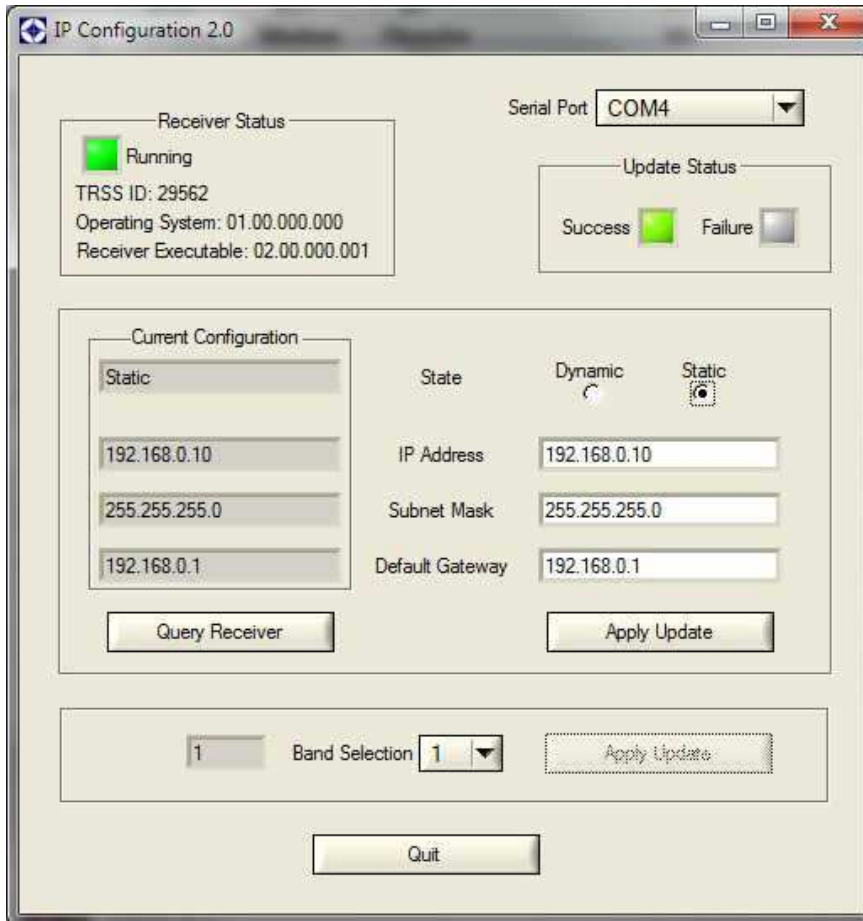 IP Configuration 2.0
Serial Port COM4
Receiver Status
Running
TRSS ID: 29562
Operating System: 01.00.000.000
Receiver Executable: 02.00.000.001
Update Status
Success Failure
Current Configuration
Static State Dynamic Static
192.168.0.10 IP Address 192.168.0.10
255.255.255.0 Subnet Mask 255.255.255.0
192.168.0.1 Default Gateway 192.168.0.1
Query Receiver Apply Update
1 Band Selection 1 Apply Update
Quit